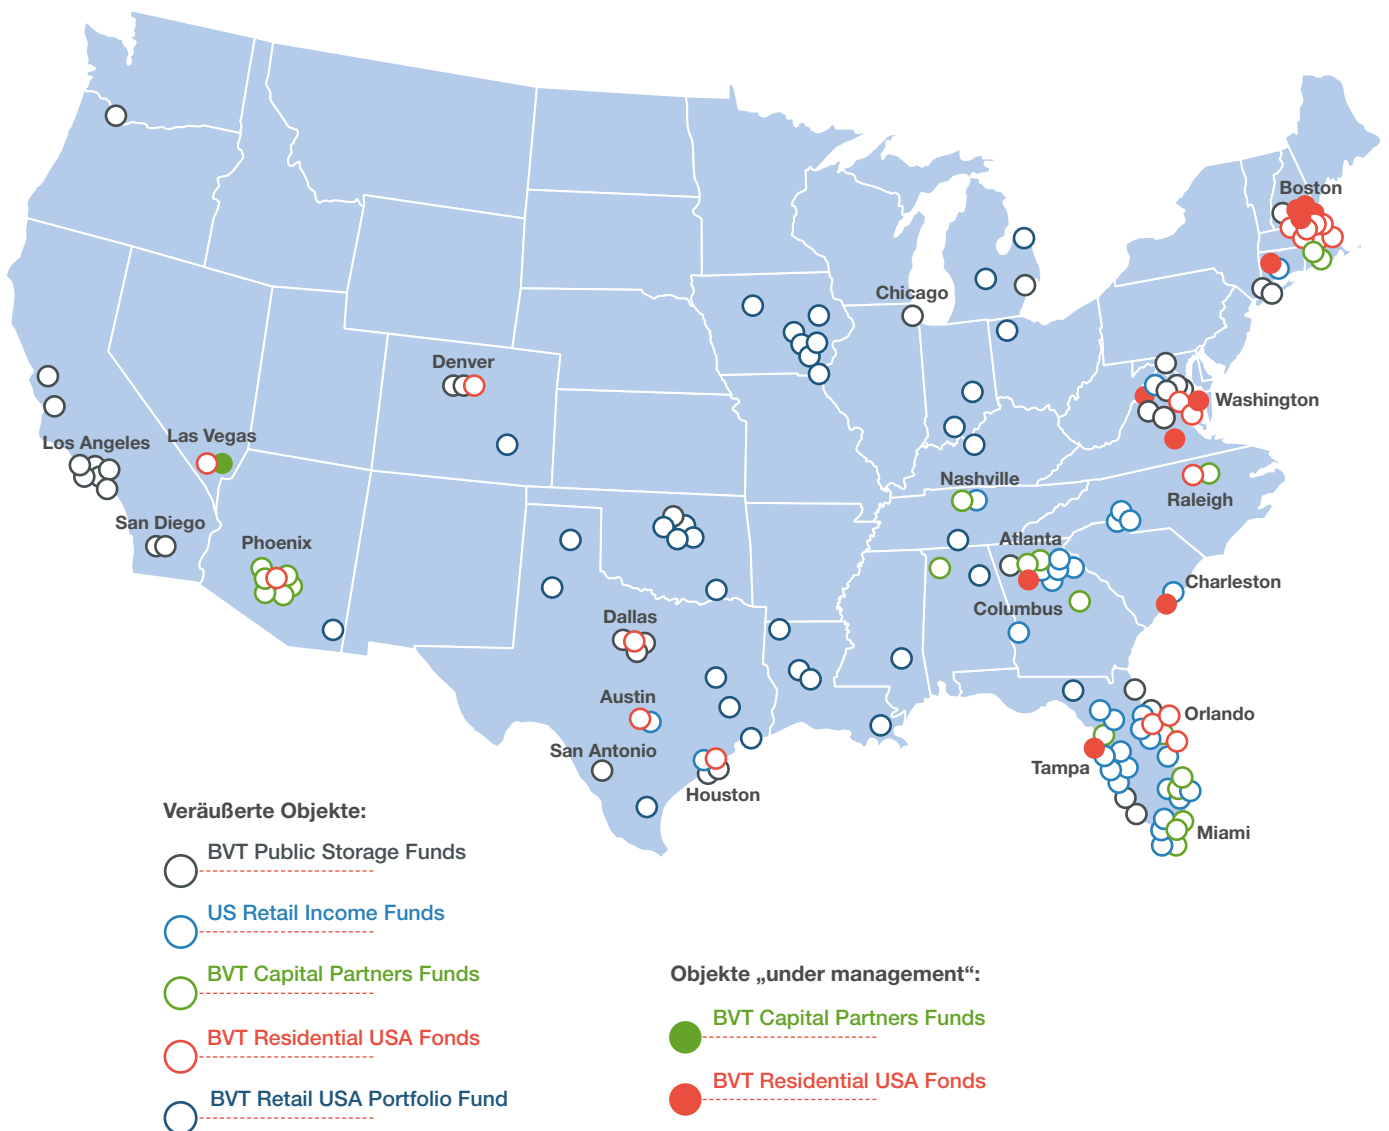 Boston
Chicago
Denver
Washington
Los Angeles
Las Vegas
Nashville
Raleigh
San Diego
Phoenix
Atlanta
Charleston
Columbus
Dallas
Austin
Orlando
San Antonio
Tampa
Houston
Miami
Veräußerte Objekte:
BVT Public Storage Funds
US Retail Income Funds
BVT Capital Partners Funds
BVT Residential USA Fonds
BVT Retail USA Portfolio Fund
Objekte „under management“:
BVT Capital Partners Funds
BVT Residential USA Fonds